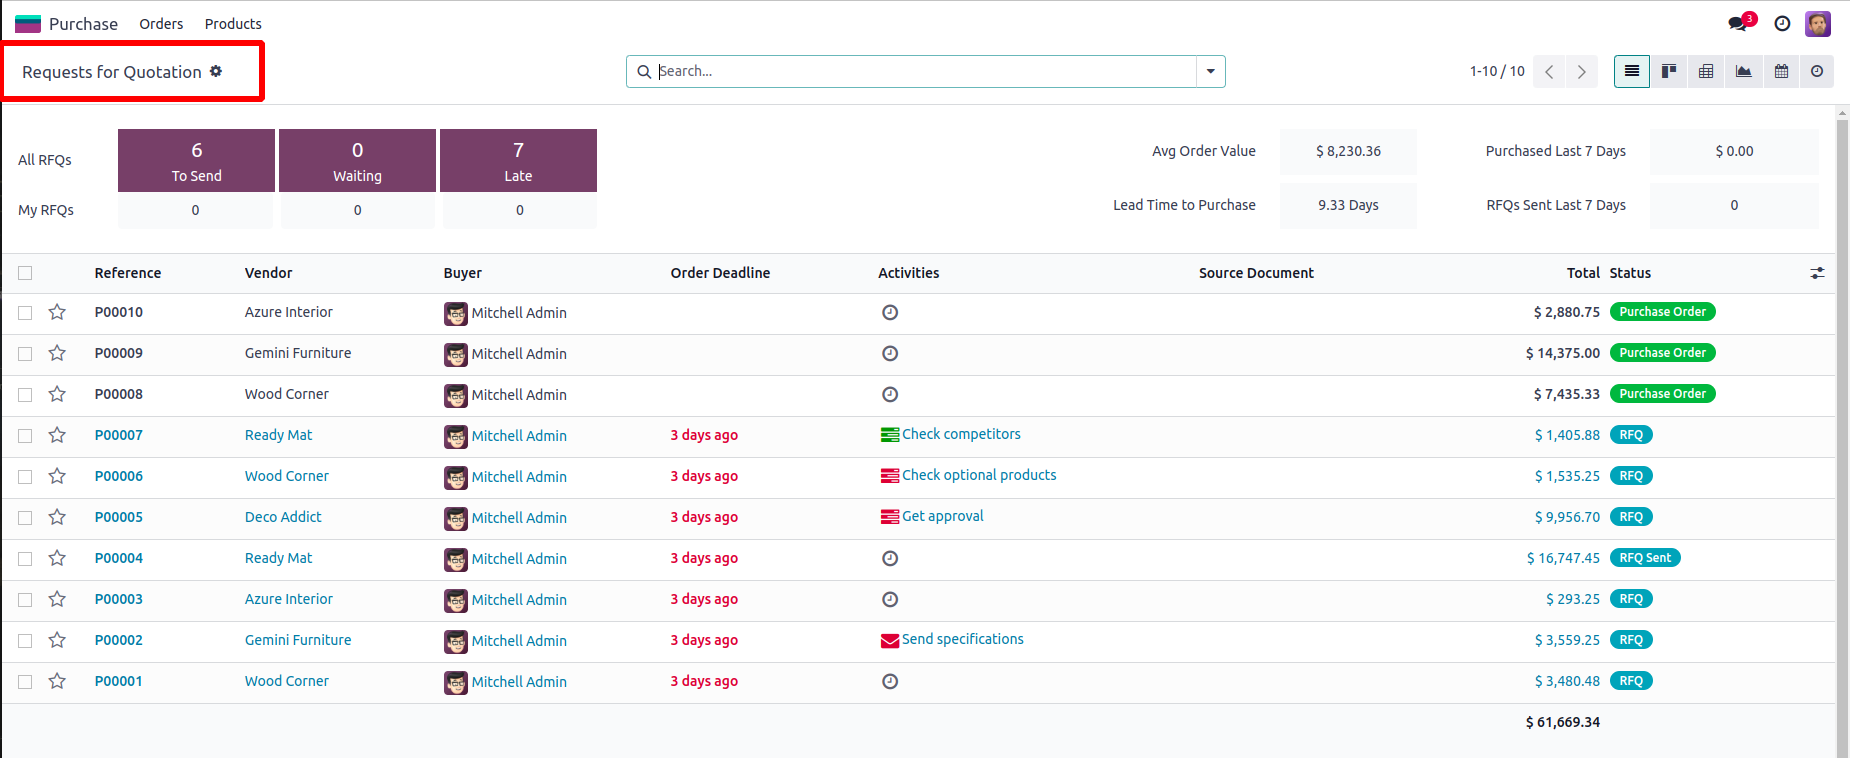 Purchase Orders Products 3
Requests for Quotation Search... 1-10 / 10
All RFQs 6 To Send 0 Waiting 7 Late
My RFQs 0 0 0
Avg Order Value $ 8,230.36 Purchased Last 7 Days $ 0.00
Lead Time to Purchase 9.33 Days RFQs Sent Last 7 Days 0
Reference Vendor Buyer Order Deadline Activities Source Document Total Status
P00010 Azure Interior Mitchell Admin $ 2,880.75 Purchase Order
P00009 Gemini Furniture Mitchell Admin $ 14,375.00 Purchase Order
P00008 Wood Corner Mitchell Admin $ 7,435.33 Purchase Order
P00007 Ready Mat Mitchell Admin 3 days ago Check competitors $ 1,405.88 RFQ
P00006 Wood Corner Mitchell Admin 3 days ago Check optional products $ 1,535.25 RFQ
P00005 Deco Addict Mitchell Admin 3 days ago Get approval $ 9,956.70 RFQ
P00004 Ready Mat Mitchell Admin 3 days ago $ 16,747.45 RFQ Sent
P00003 Azure Interior Mitchell Admin 3 days ago $ 293.25 RFQ
P00002 Gemini Furniture Mitchell Admin 3 days ago Send specifications $ 3,559.25 RFQ
P00001 Wood Corner Mitchell Admin 3 days ago $ 3,480.48 RFQ
$ 61,669.34